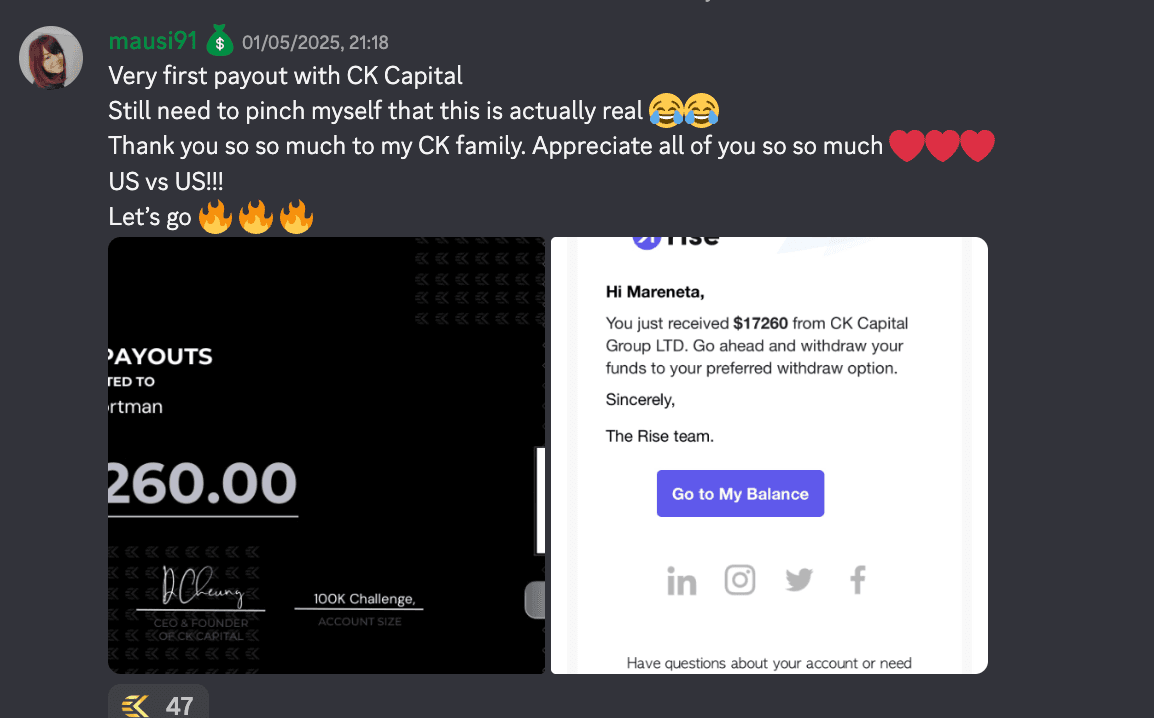 mausi91 01/05/2025, 21:18
Very first payout with CK Capital
Still need to pinch myself that this is actually real 😂😂
Thank you so so much to my CK family. Appreciate all of you so so much ❤️❤️❤️
US vs US!!!
Let's go 🔥🔥🔥
PAYOUTS
TED TO
rtman
260.00
DCheung
CEO & FOUNDER
OF CK CAPITAL
100K Challenge,
ACCOUNT SIZE
rise
Hi Mareneta,
You just received $17260 from CK Capital
Group LTD. Go ahead and withdraw your
funds to your preferred withdraw option.
Sincerely,
The Rise team.
Go to My Balance
in
f
Have questions about your account or need
47